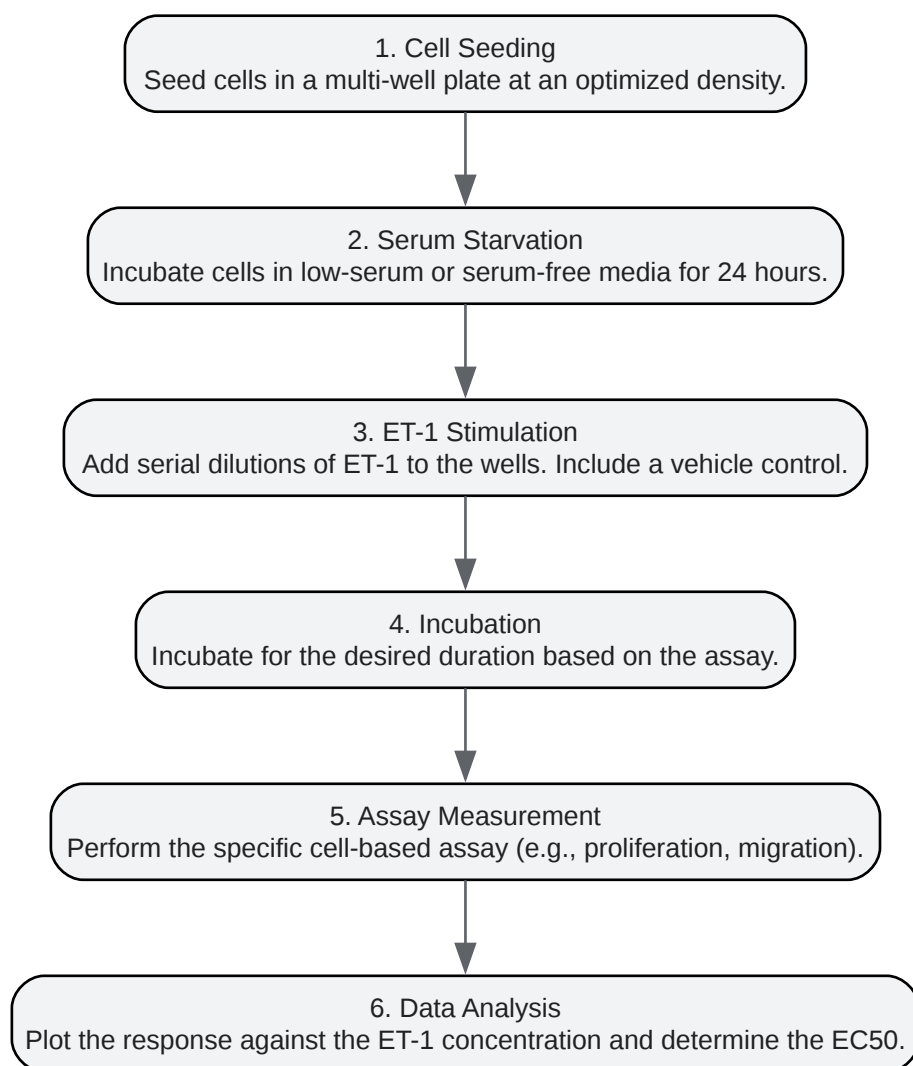 1. Cell Seeding
Seed cells in a multi-well plate at an optimized density.
2. Serum Starvation
Incubate cells in low-serum or serum-free media for 24 hours.
3. ET-1 Stimulation
Add serial dilutions of ET-1 to the wells. Include a vehicle control.
4. Incubation
Incubate for the desired duration based on the assay.
5. Assay Measurement
Perform the specific cell-based assay (e.g., proliferation, migration).
6. Data Analysis
Plot the response against the ET-1 concentration and determine the EC50.